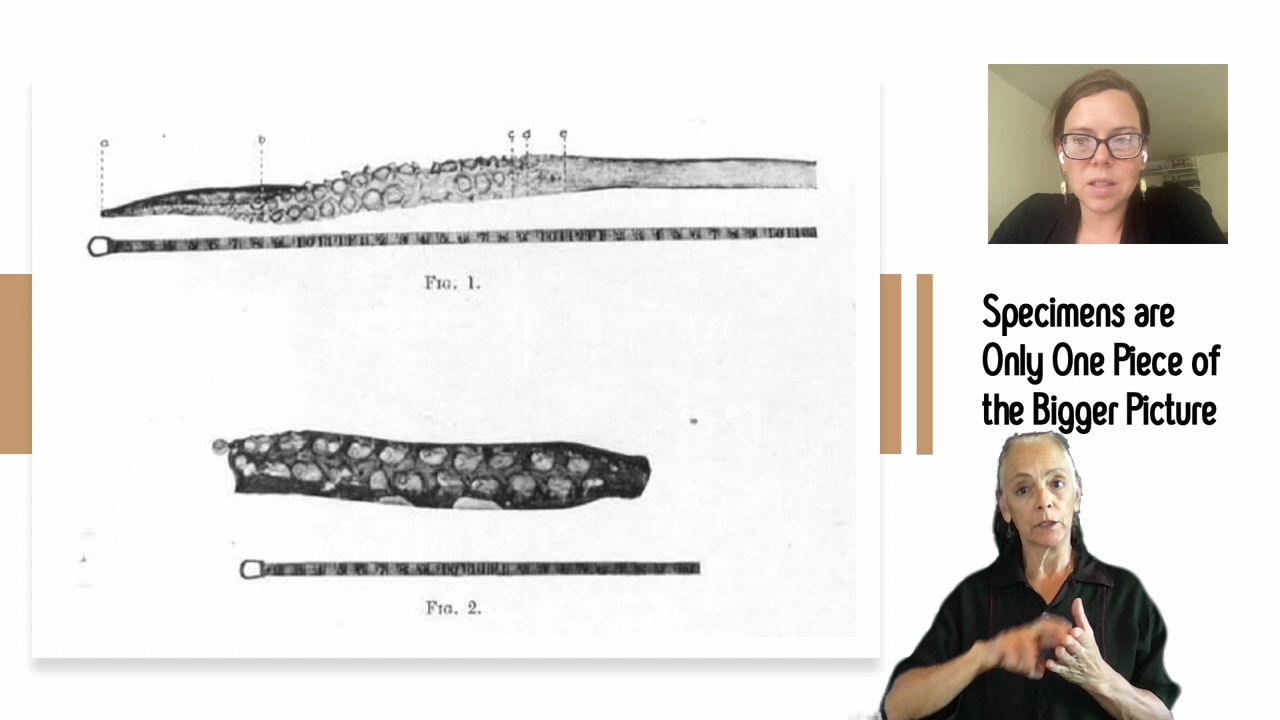 a
b
c d e
Fig. 1.
Fig. 2.
Specimens are
Only One Piece of
the Bigger Picture